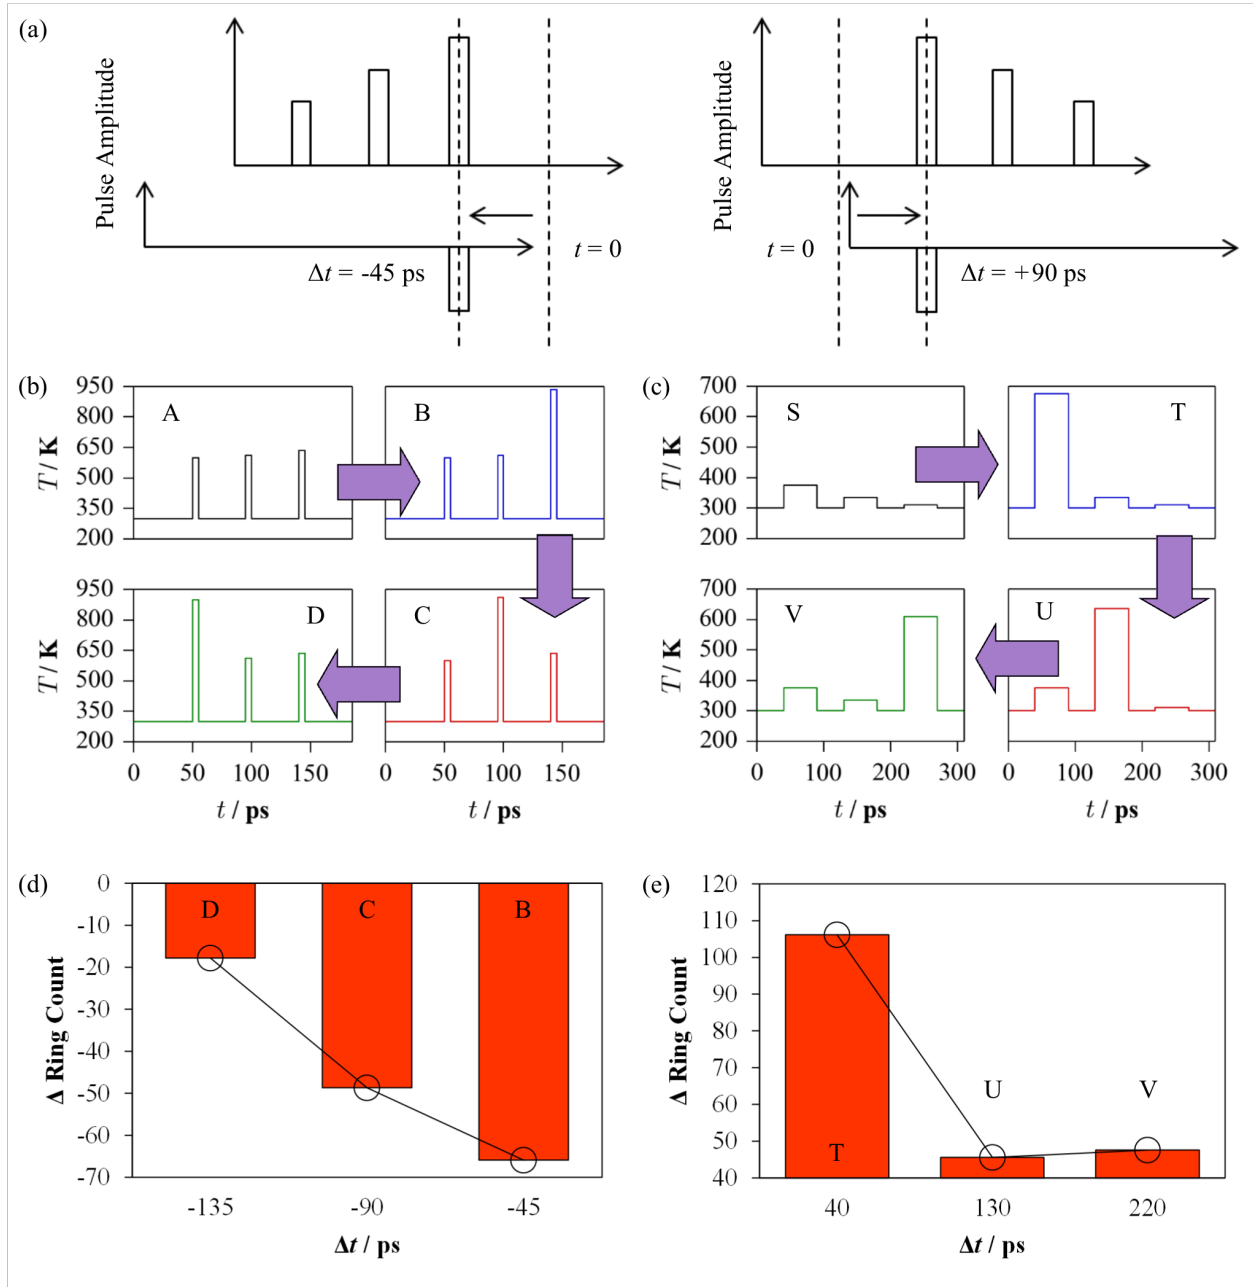 (a)
Pulse Amplitude
Δt = -45 ps
t = 0
Pulse Amplitude
t = 0
Δt = +90 ps
(b)
950
800
650
500
350
200
T / K
A
B
950
800
650
500
350
200
T / K
D
C
0 50 100 150
0 50 100 150
t / ps
t / ps
(c)
700
600
500
400
300
200
T / K
S
T
700
600
500
400
300
200
T / K
V
U
0 100 200 300
0 100 200 300
t / ps
t / ps
(d)
0
-10
-20
-30
-40
-50
-60
-70
Δ Ring Count
D
C
B
-135 -90 -45
Δt / ps
(e)
120
110
100
90
80
70
60
50
40
Δ Ring Count
T
U
V
40 130 220
Δt / ps